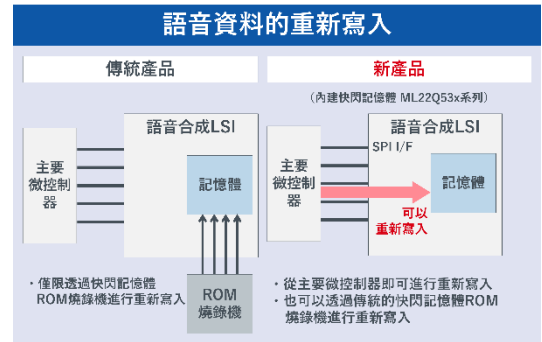 語音資料的重新寫入
傳統產品
語音合成LSI
主要
微控制
器
記憶體
ROM
燒錄機
・僅限透過快閃記憶體
ROM燒錄機進行重新寫入
新產品
（內建快閃記憶體 ML22Q53x系列）
語音合成LSI
SPI I/F
主要
微控制
器
記憶體
可以
重新寫入
・從主要微控制器即可進行重新寫入
・也可以透過傳統的快閃記憶體ROM
燒錄機進行重新寫入